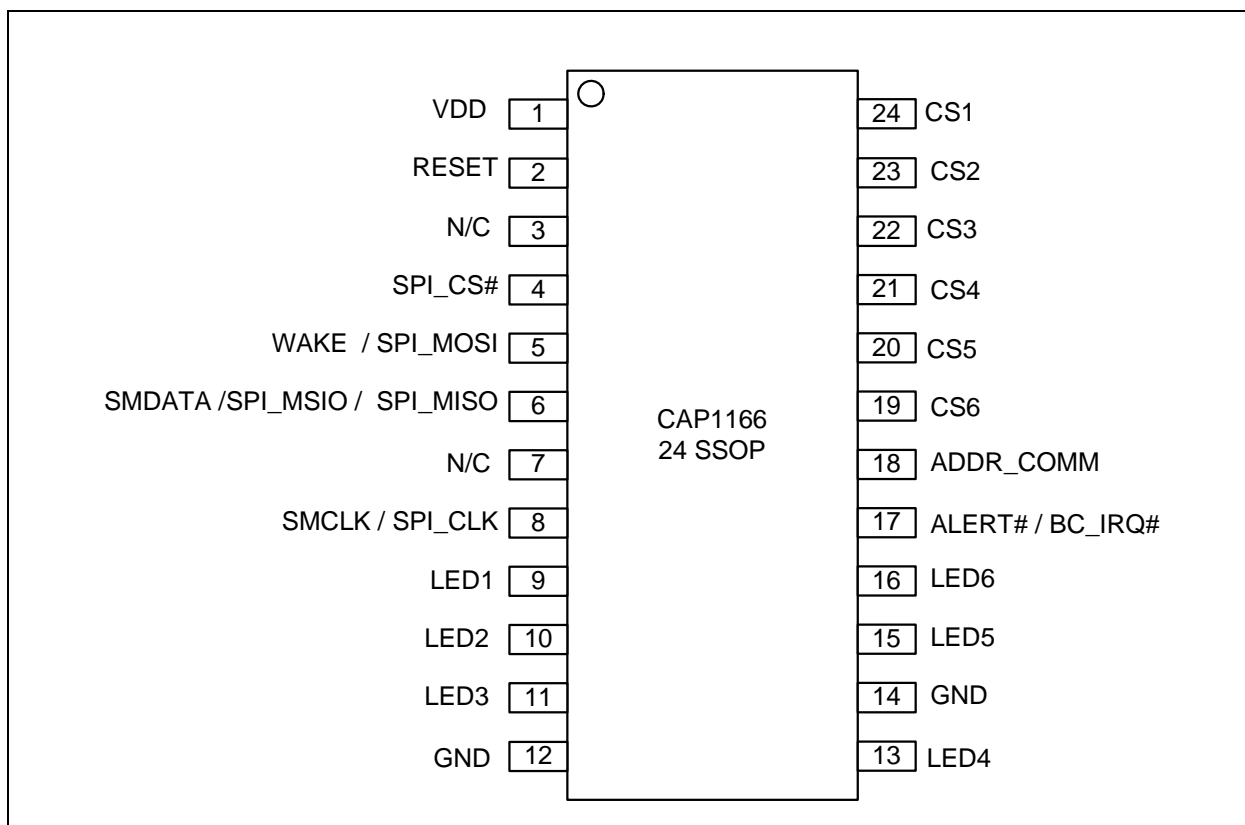 VDD 1
RESET 2
N/C 3
SPI_CS# 4
WAKE / SPI_MOSI 5
SMDATA /SPI_MSIO / SPI_MISO 6
N/C 7
SMCLK / SPI_CLK 8
LED1 9
LED2 10
LED3 11
GND 12
CAP1166
24 SSOP
24 CS1
23 CS2
22 CS3
21 CS4
20 CS5
19 CS6
18 ADDR_COMM
17 ALERT# / BC_IRQ#
16 LED6
15 LED5
14 GND
13 LED4